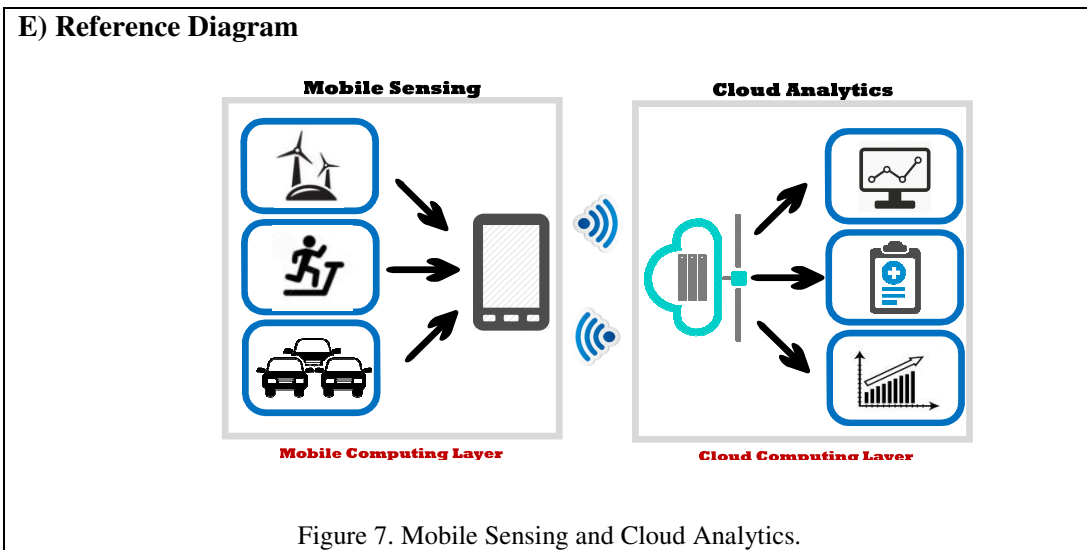 E) Reference Diagram
Mobile Sensing
Cloud Analytics
Mobile Computing Layer
Cloud Computing Layer
Figure 7. Mobile Sensing and Cloud Analytics.